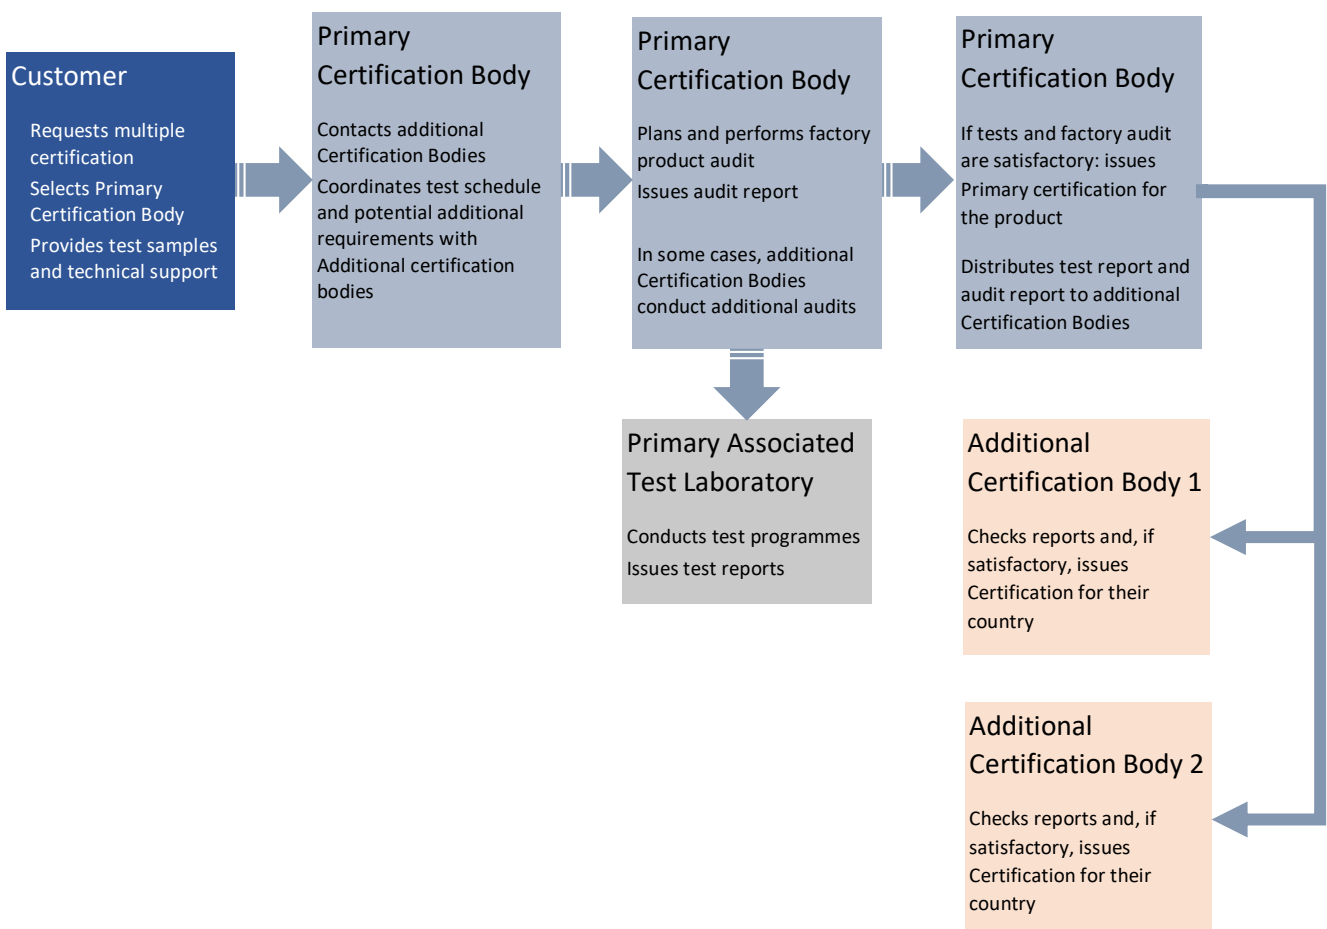 Customer
Requests multiple
certification
Selects Primary
Certification Body
Provides test samples
and technical support
Primary
Certification Body
Contacts additional
Certification Bodies
Coordinates test schedule
and potential additional
requirements with
Additional certification
bodies
Primary
Certification Body
Plans and performs factory
product audit
Issues audit report
In some cases, additional
Certification Bodies
conduct additional audits
Primary
Certification Body
If tests and factory audit
are satisfactory: issues
Primary certification for
the product
Distributes test report and
audit report to additional
Certification Bodies
Primary Associated
Test Laboratory
Conducts test programmes
Issues test reports
Additional
Certification Body 1
Checks reports and, if
satisfactory, issues
Certification for their
country
Additional
Certification Body 2
Checks reports and, if
satisfactory, issues
Certification for their
country